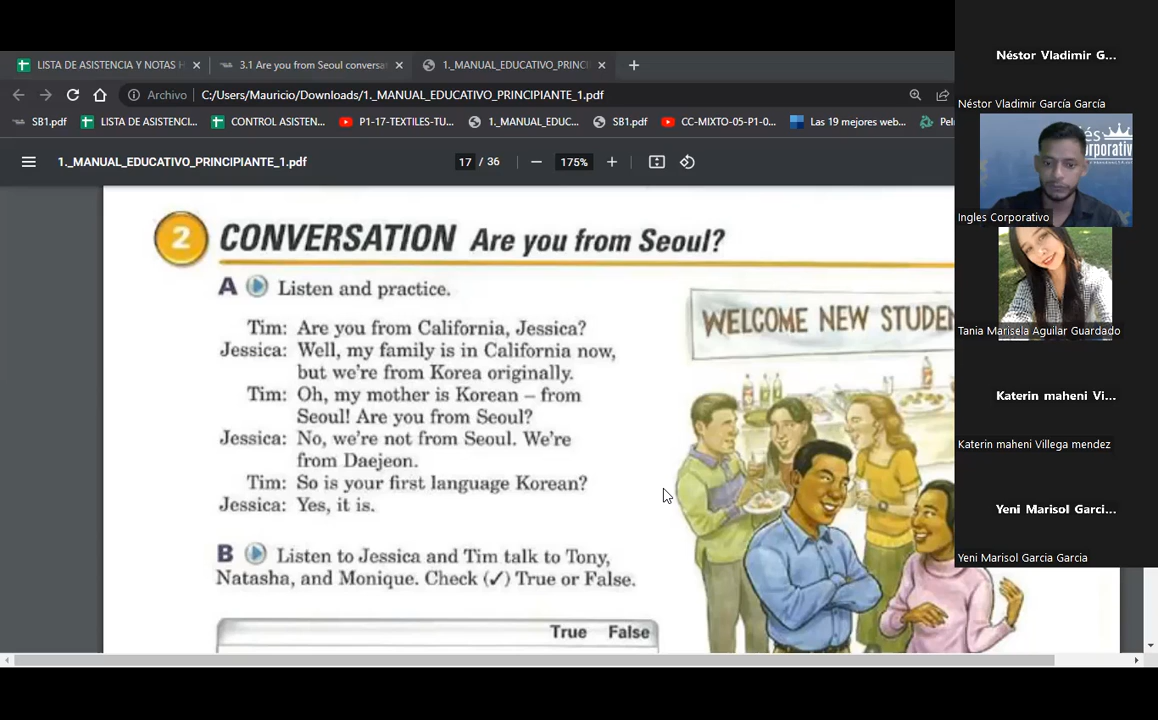 LISTA DE ASISTENCIA Y NOTAS H
3.1 Are you from Seoul conversa
1._MANUAL_EDUCATIVO_PRINCI
Archivo
C:/Users/Mauricio/Downloads/1._MANUAL_EDUCATIVO_PRINCIPIANTE_1.pdf
SB1.pdf
LISTA DE ASISTENCI...
CONTROL ASISTEN...
P1-17-TEXTILES-TU...
1._MANUAL_EDUC...
SB1.pdf
CC-MIXTO-05-P1-0...
Las 19 mejores web...
Pel
1._MANUAL_EDUCATIVO_PRINCIPIANTE_1.pdf
17 / 36
175%
2 CONVERSATION Are you from Seoul?
A Listen and practice.
Tim: Are you from California, Jessica?
Jessica: Well, my family is in California now,
but we're from Korea originally.
Tim: Oh, my mother is Korean – from
Seoul! Are you from Seoul?
Jessica: No, we're not from Seoul. We're
from Daejeon.
Tim: So is your first language Korean?
Jessica: Yes, it is.
B Listen to Jessica and Tim talk to Tony,
Natasha, and Monique. Check (✓) True or False.
True False
WELCOME NEW STUDEN
Néstor Vladimir G...
Néstor Vladimir García García
Ingles Corporativo
Tania Marisela Aguilar Guardado
Katerin maheni Vi...
Katerin maheni Villega mendez
Yeni Marisol Garci...
Yeni Marisol Garcia Garcia